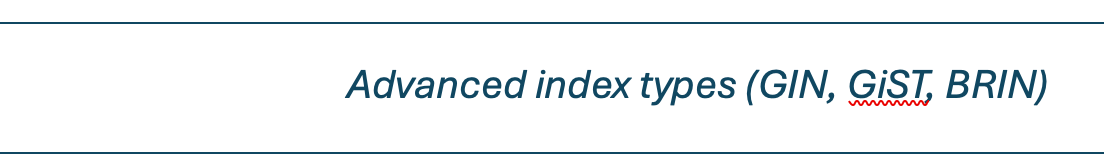 Advanced index types (GIN, GiST, BRIN)